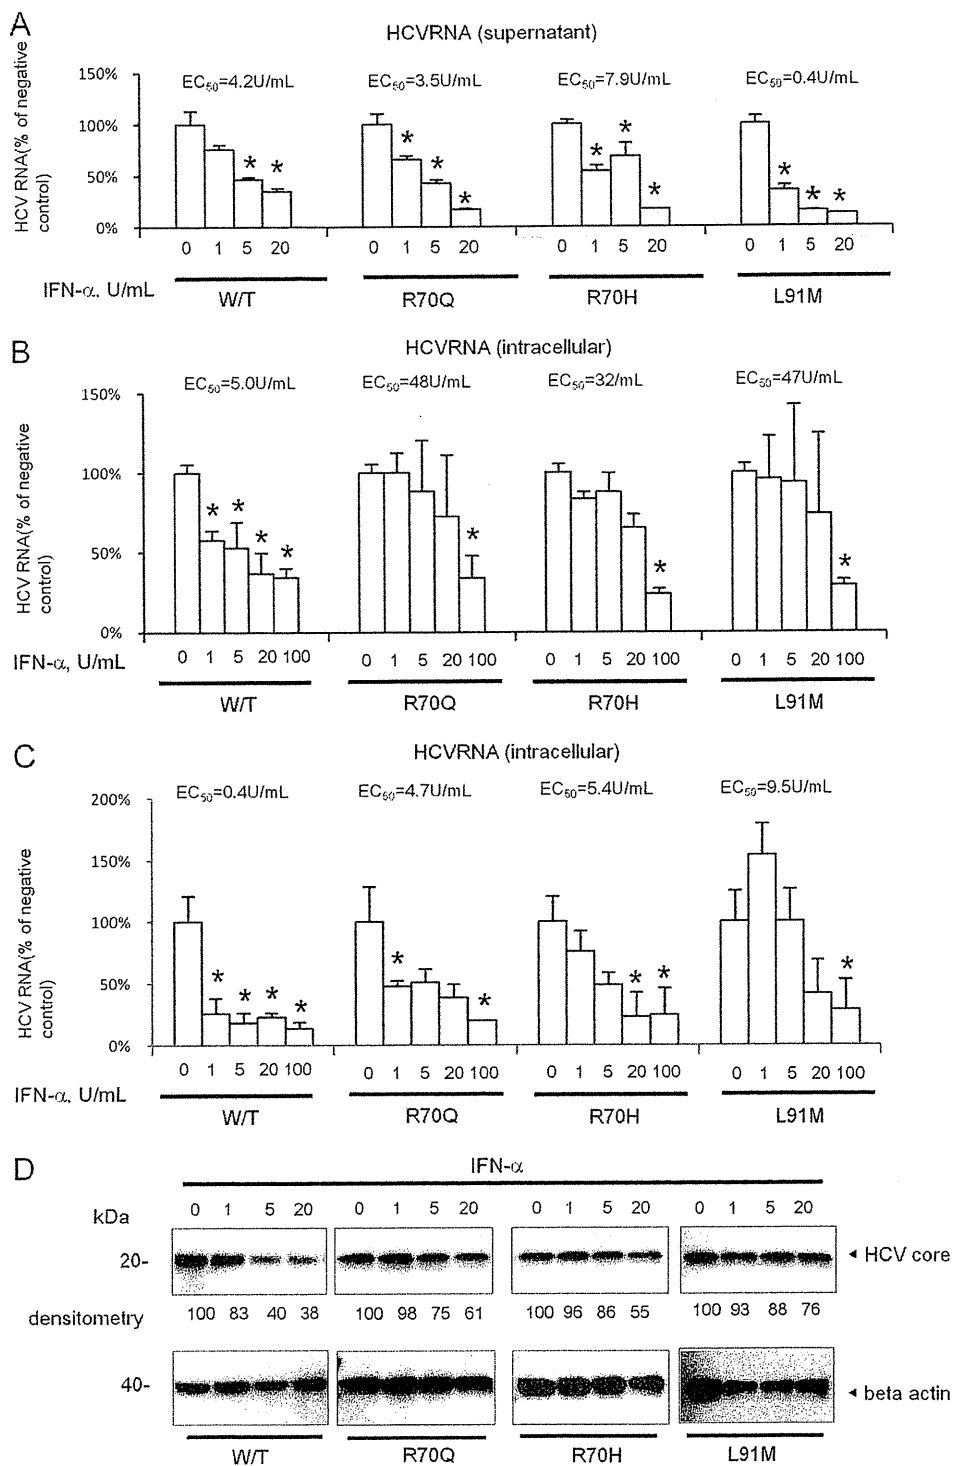 A
HCVRNA (supernatant)
HCV RNA(% of negative
control)
150%
100%
50%
0%
EC50=4.2U/mL
EC50=3.5U/mL
EC50=7.9U/mL
EC50=0.4U/mL
* *
* * *
* * *
* * *
0 1 5 20
0 1 5 20
0 1 5 20
0 1 5 20
IFN-α. U/mL
W/T
R70Q
R70H
L91M
B
HCVRNA (intracellular)
HCV RNA(% of negative
control)
150%
100%
50%
0%
EC50=5.0U/mL
EC50=48U/mL
EC50=32/mL
EC50=47U/mL
* * * *
*
*
*
IFN-α, U/mL
0 1 5 20 100
0 1 5 20 100
0 1 5 20 100
0 1 5 20 100
W/T
R70Q
R70H
L91M
C
HCVRNA (intracellular)
HCV RNA(% of negative
control)
200%
150%
100%
50%
0%
EC50=0.4U/mL
EC50=4.7U/mL
EC50=5.4U/mL
EC50=9.5U/mL
* * * *
* *
* *
*
0 1 5 20 100
0 1 5 20 100
0 1 5 20 100
0 1 5 20 100
IFN-α. U/mL
W/T
R70Q
R70H
L91M
D
IFN-α
kDa
0 1 5 20
0 1 5 20
0 1 5 20
0 1 5 20
20-
◄ HCV core
densitometry
100 83 40 38
100 98 75 61
100 96 86 55
100 93 88 76
40-
◄ beta actin
W/T
R70Q
R70H
L91M